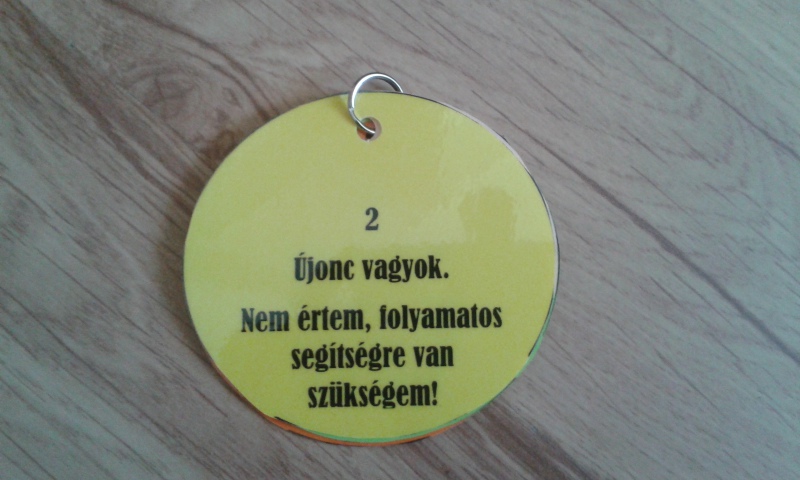 2
Újonc vagyok.
Nem értem, folyamatos
segítségre van
szükségem!